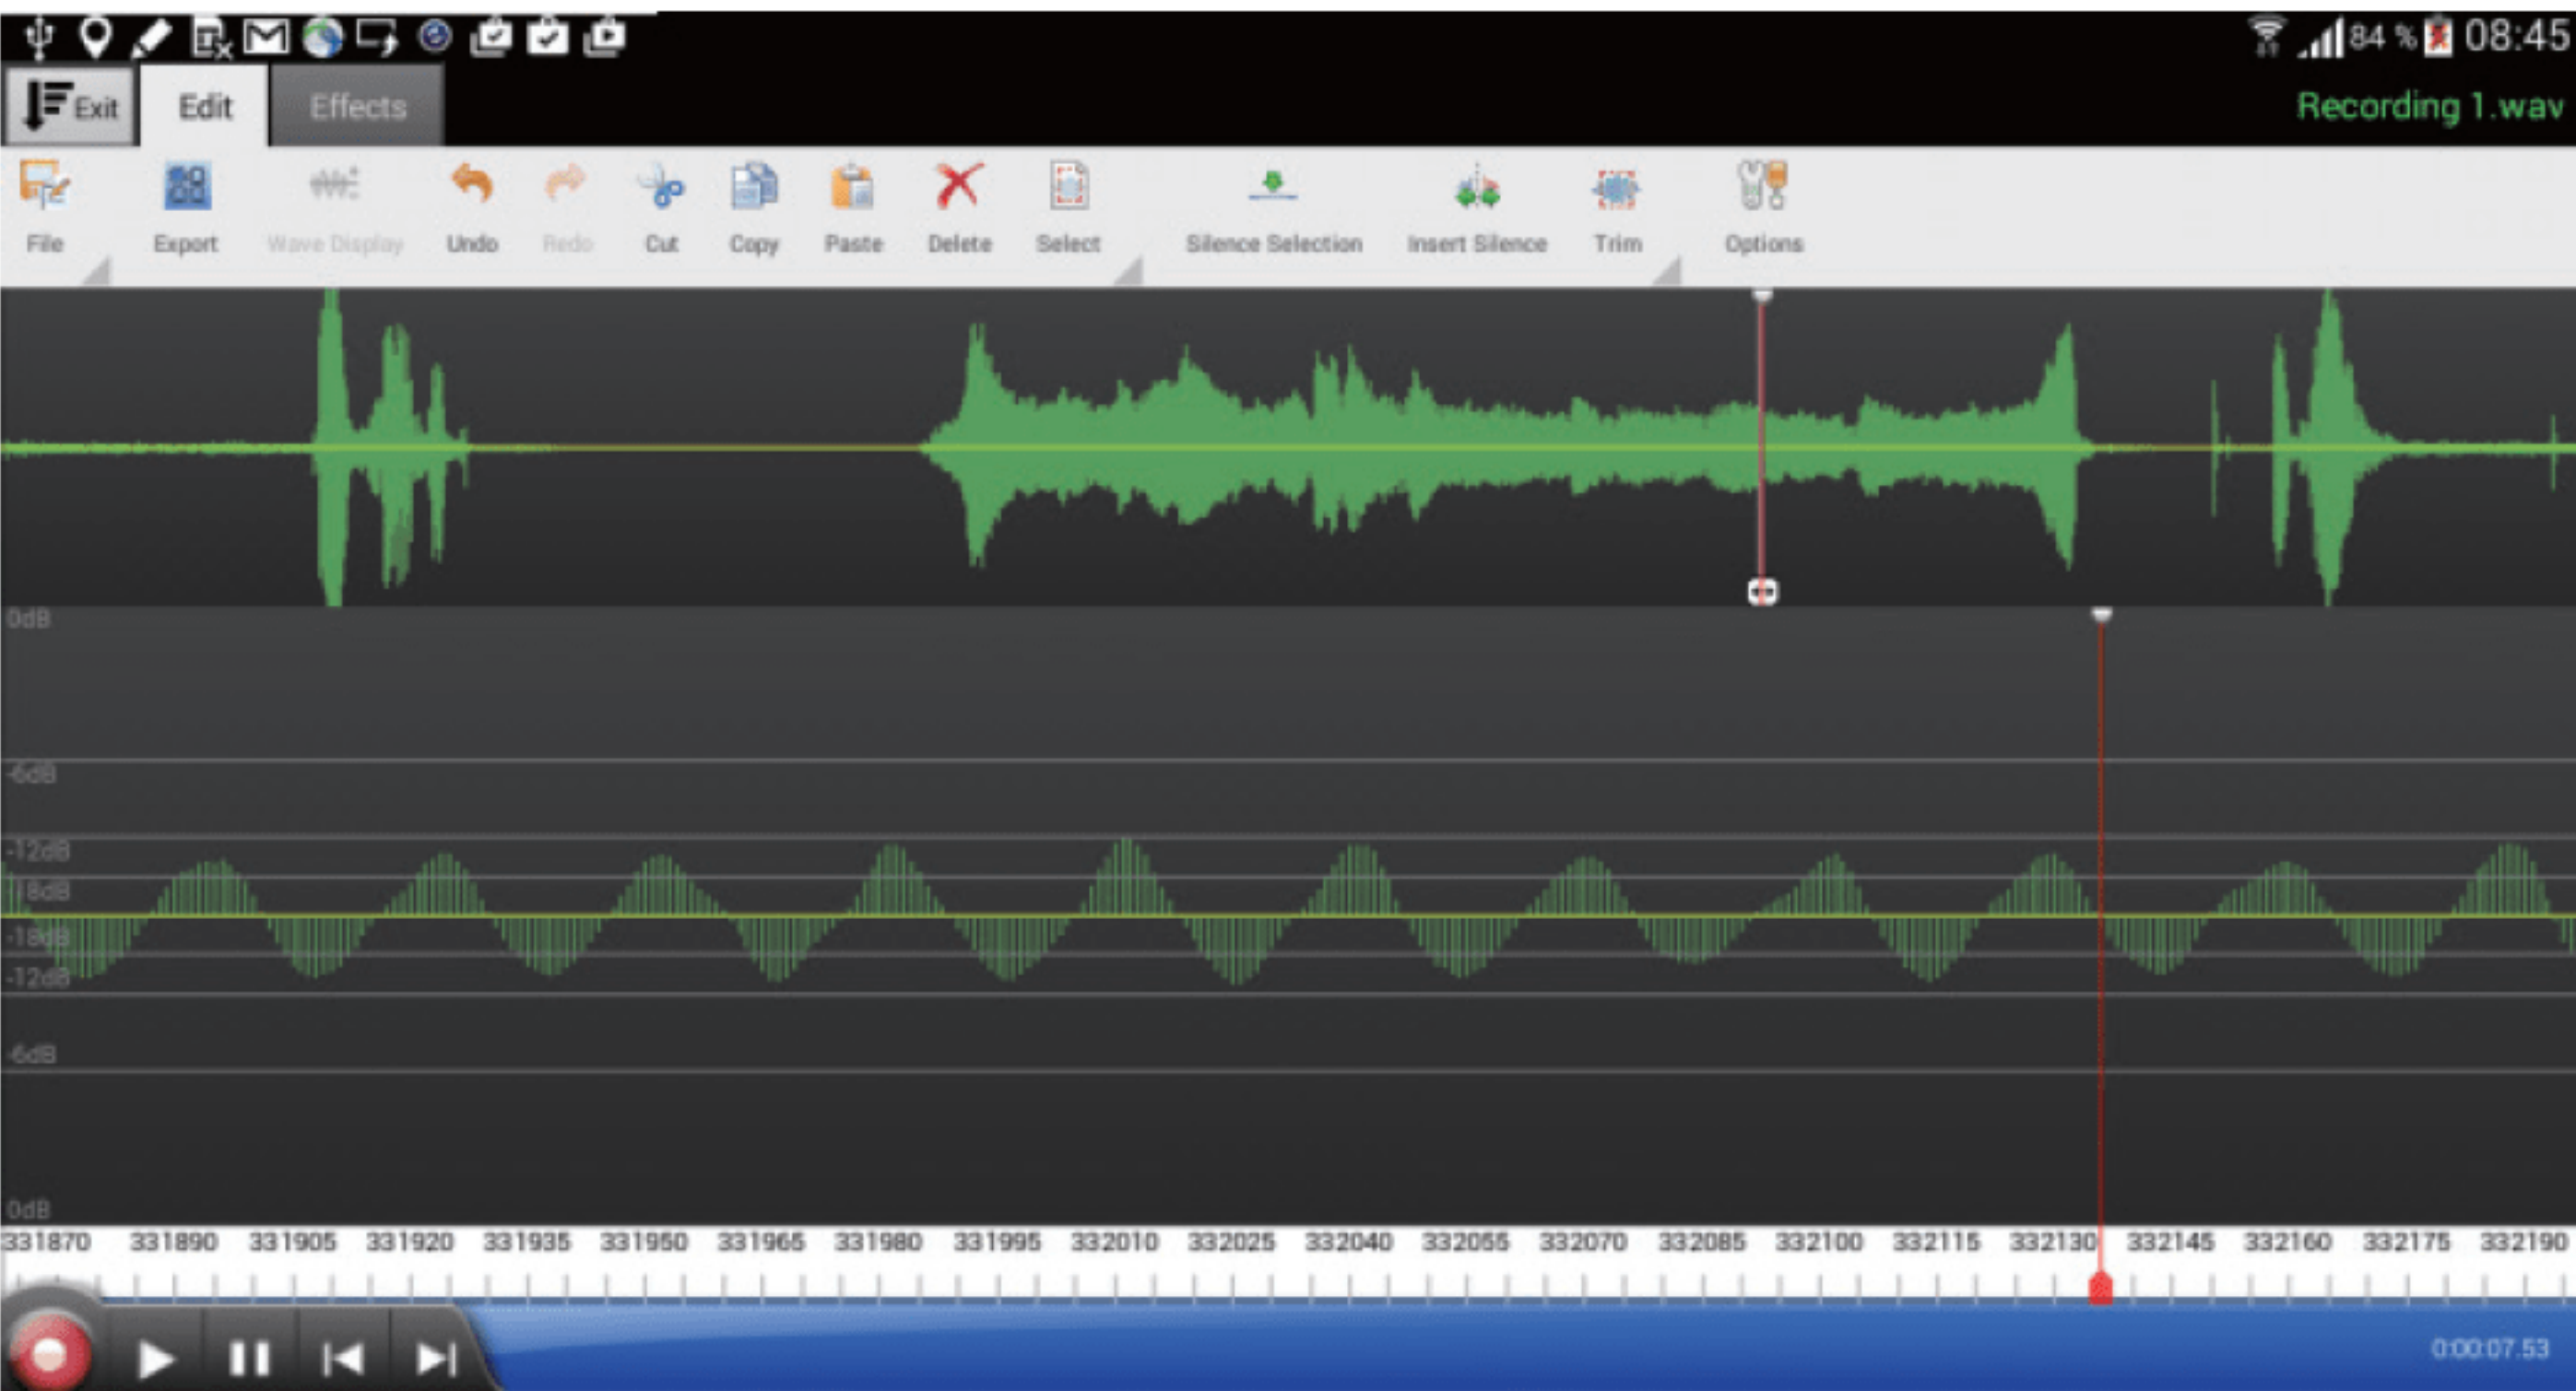 84 % 08:45
Exit Edit Effects Recording 1.wav
File Export Wave Display Undo Redo Cut Copy Paste Delete Select Silence Selection Insert Silence Trim Options
0dB
-6dB
-12dB
-18dB
-18dB
-12dB
-6dB
0dB
331870 331890 331905 331920 331935 331950 331965 331980 331995 332010 332025 332040 332055 332070 332085 332100 332115 332130 332145 332160 332175 332190
0:00:07.53